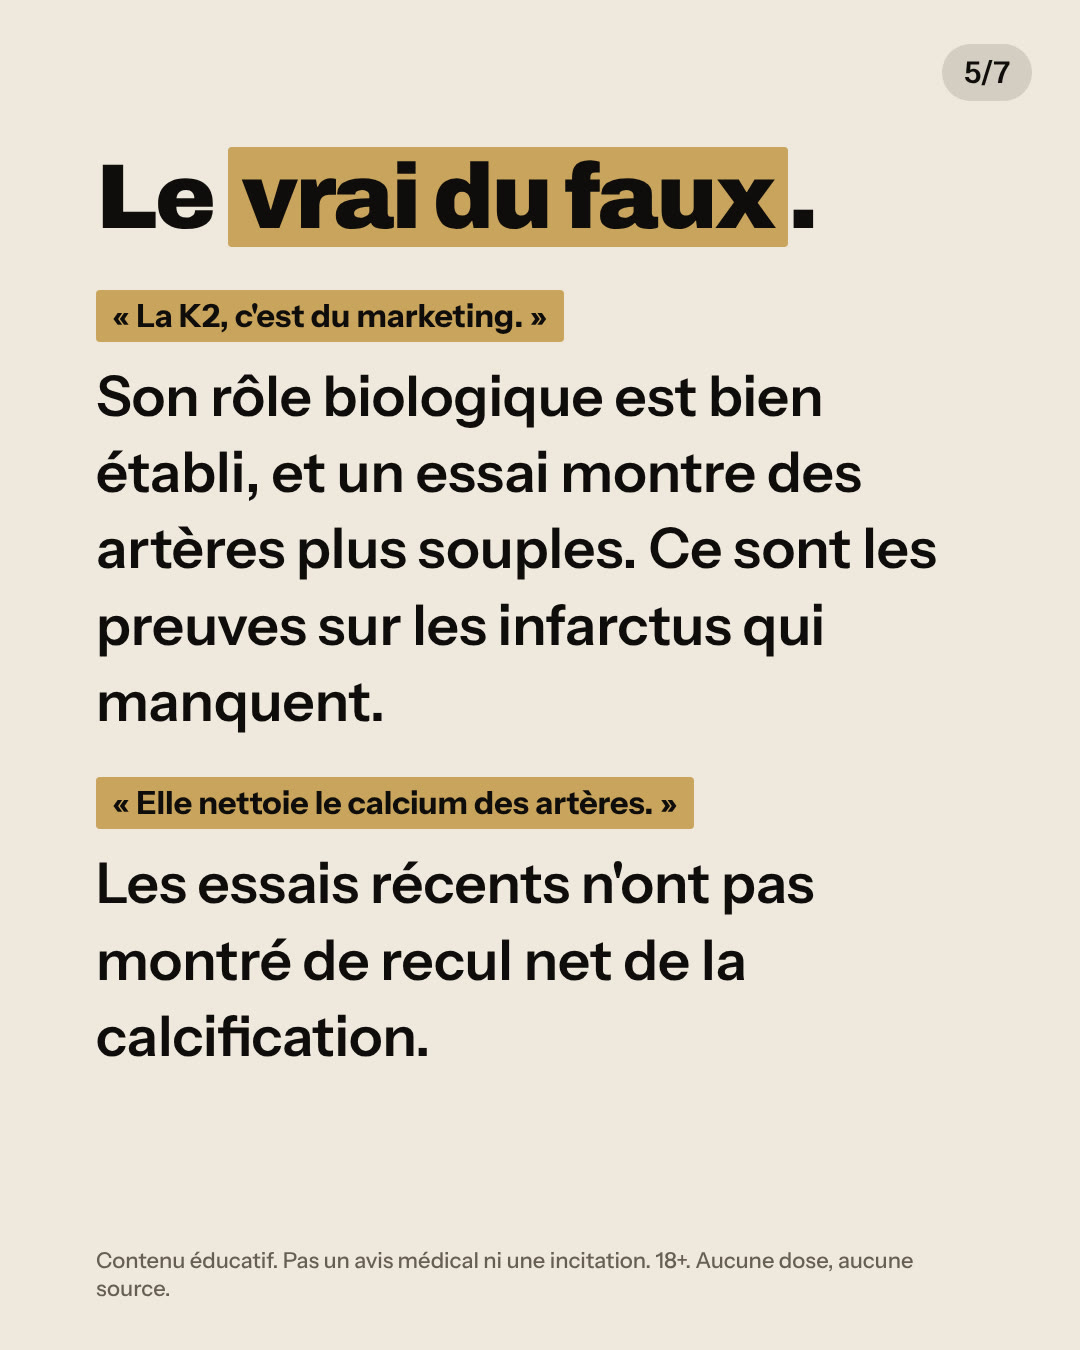 5/7
Le vrai du faux.
« La K2, c'est du marketing. »
Son rôle biologique est bien
établi, et un essai montre des
artères plus souples. Ce sont les
preuves sur les infarctus qui
manquent.
« Elle nettoie le calcium des artères. »
Les essais récents n'ont pas
montré de recul net de la
calcification.
Contenu éducatif. Pas un avis médical ni une incitation. 18+. Aucune dose, aucune
source.